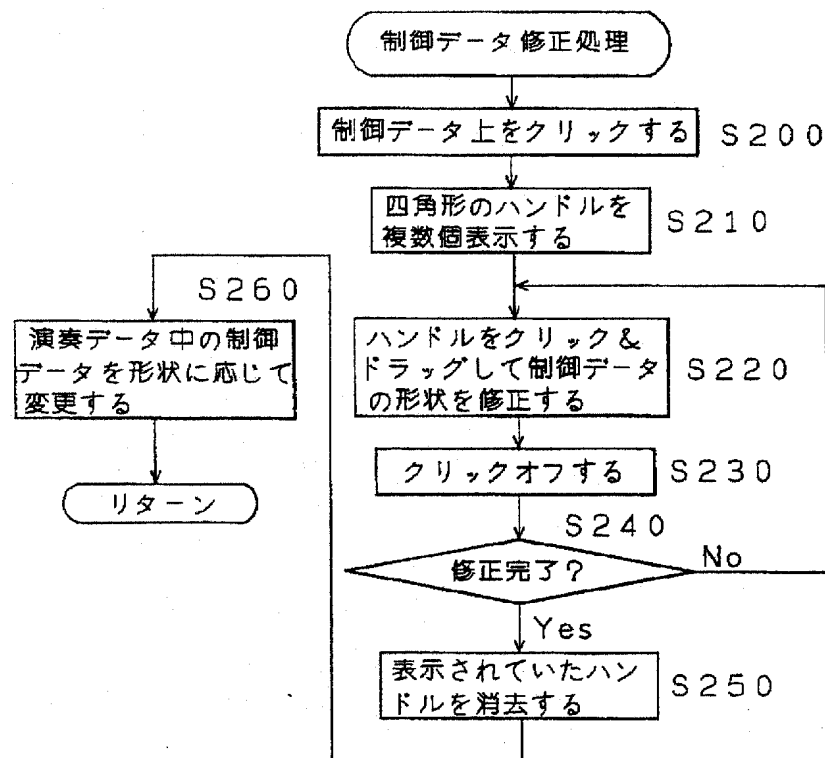 制御データ修正処理
制御データ上をクリックする
S200
四角形のハンドルを
複数個表示する
S210
ハンドルをクリック&
ドラッグして制御データ
の形状を修正する
S220
クリックオフする
S230
S240
修正完了?
No
Yes
表示されていたハン
ドルを消去する
S250
S260
演奏データ中の制御
データを形状に応じて
変更する
リターン